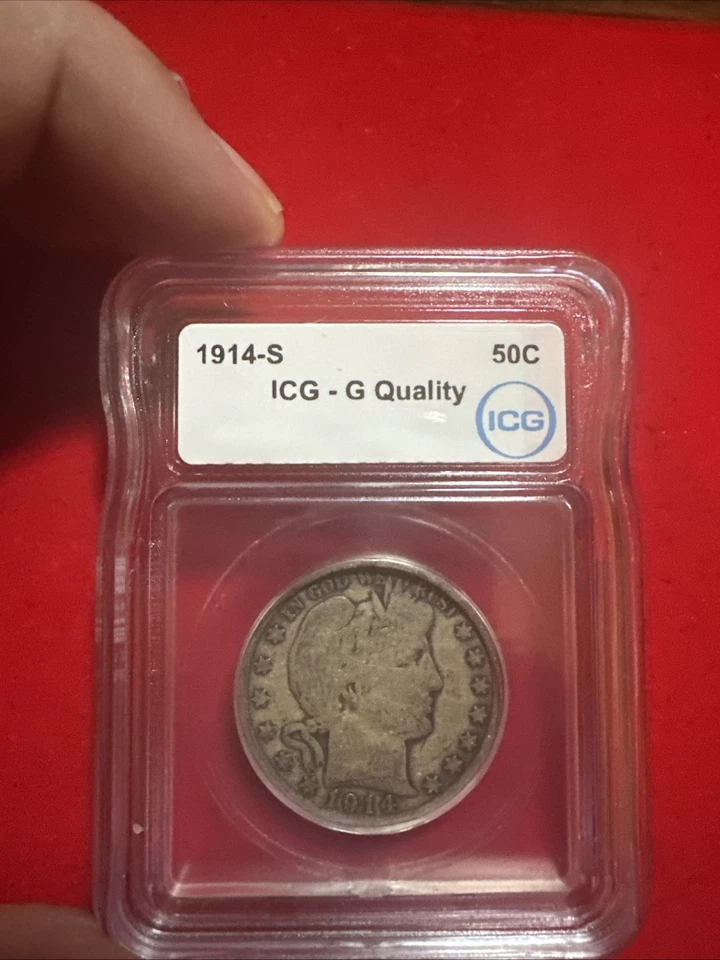 1914-S 50C
ICG - G Quality
ICG
IN GOD WE TRUST
1914